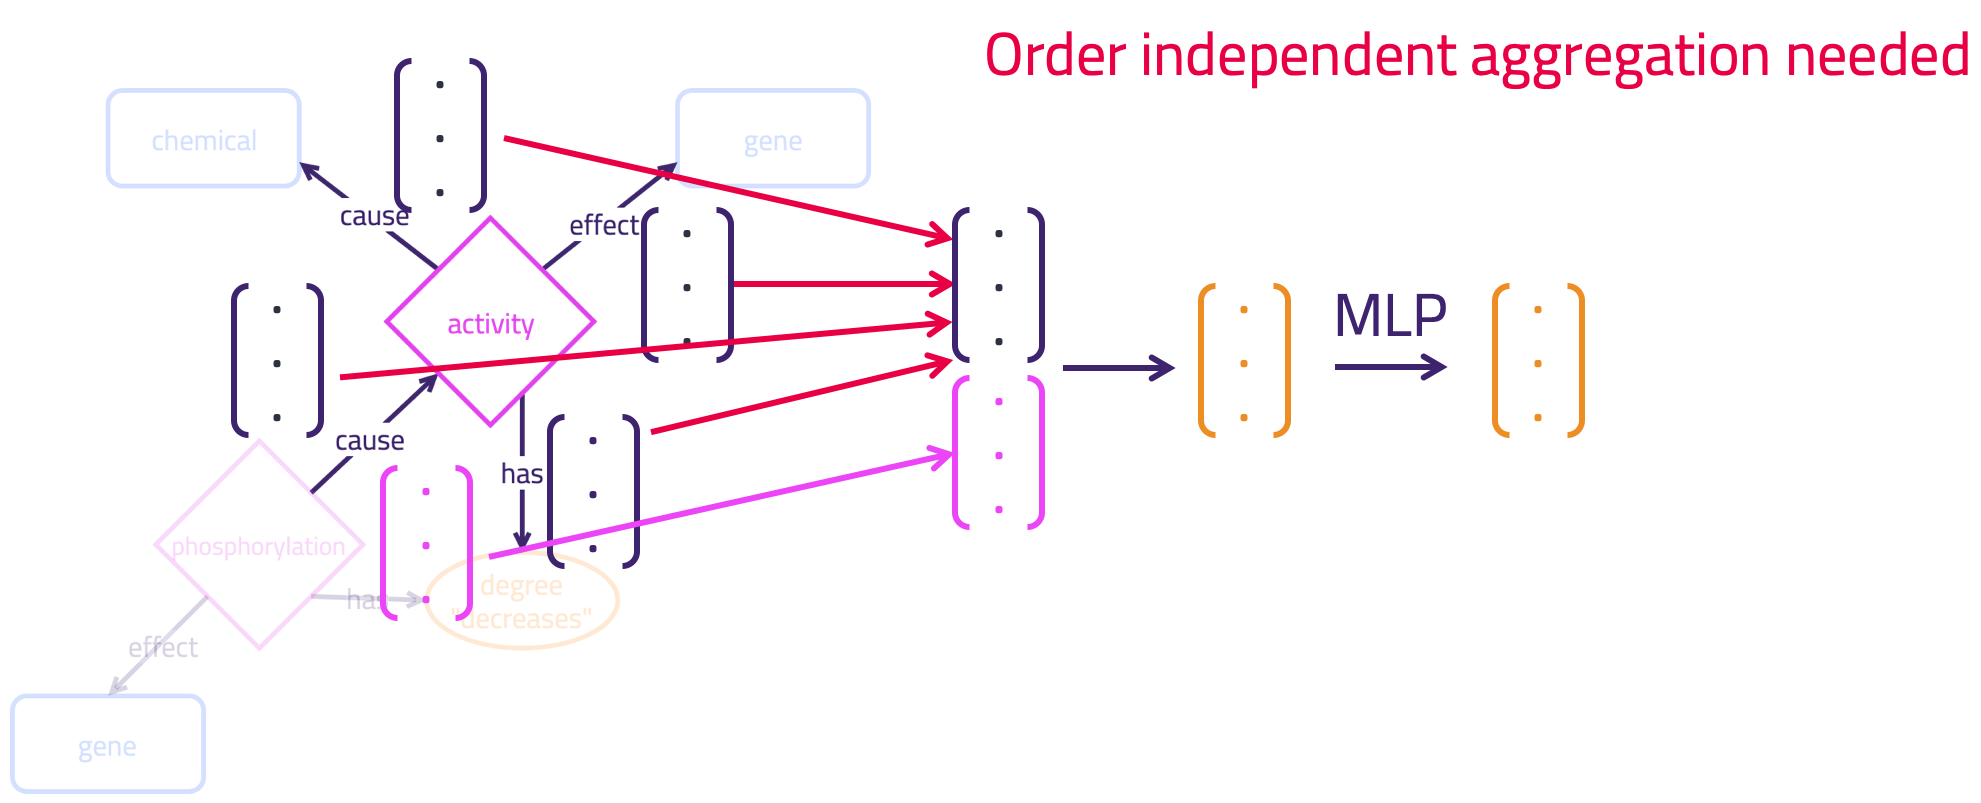 Order independent aggregation needed
chemical
gene
cause
effect
activity
MLP
cause
has
phosphorylation
has
degree
"decreases"
effect
gene